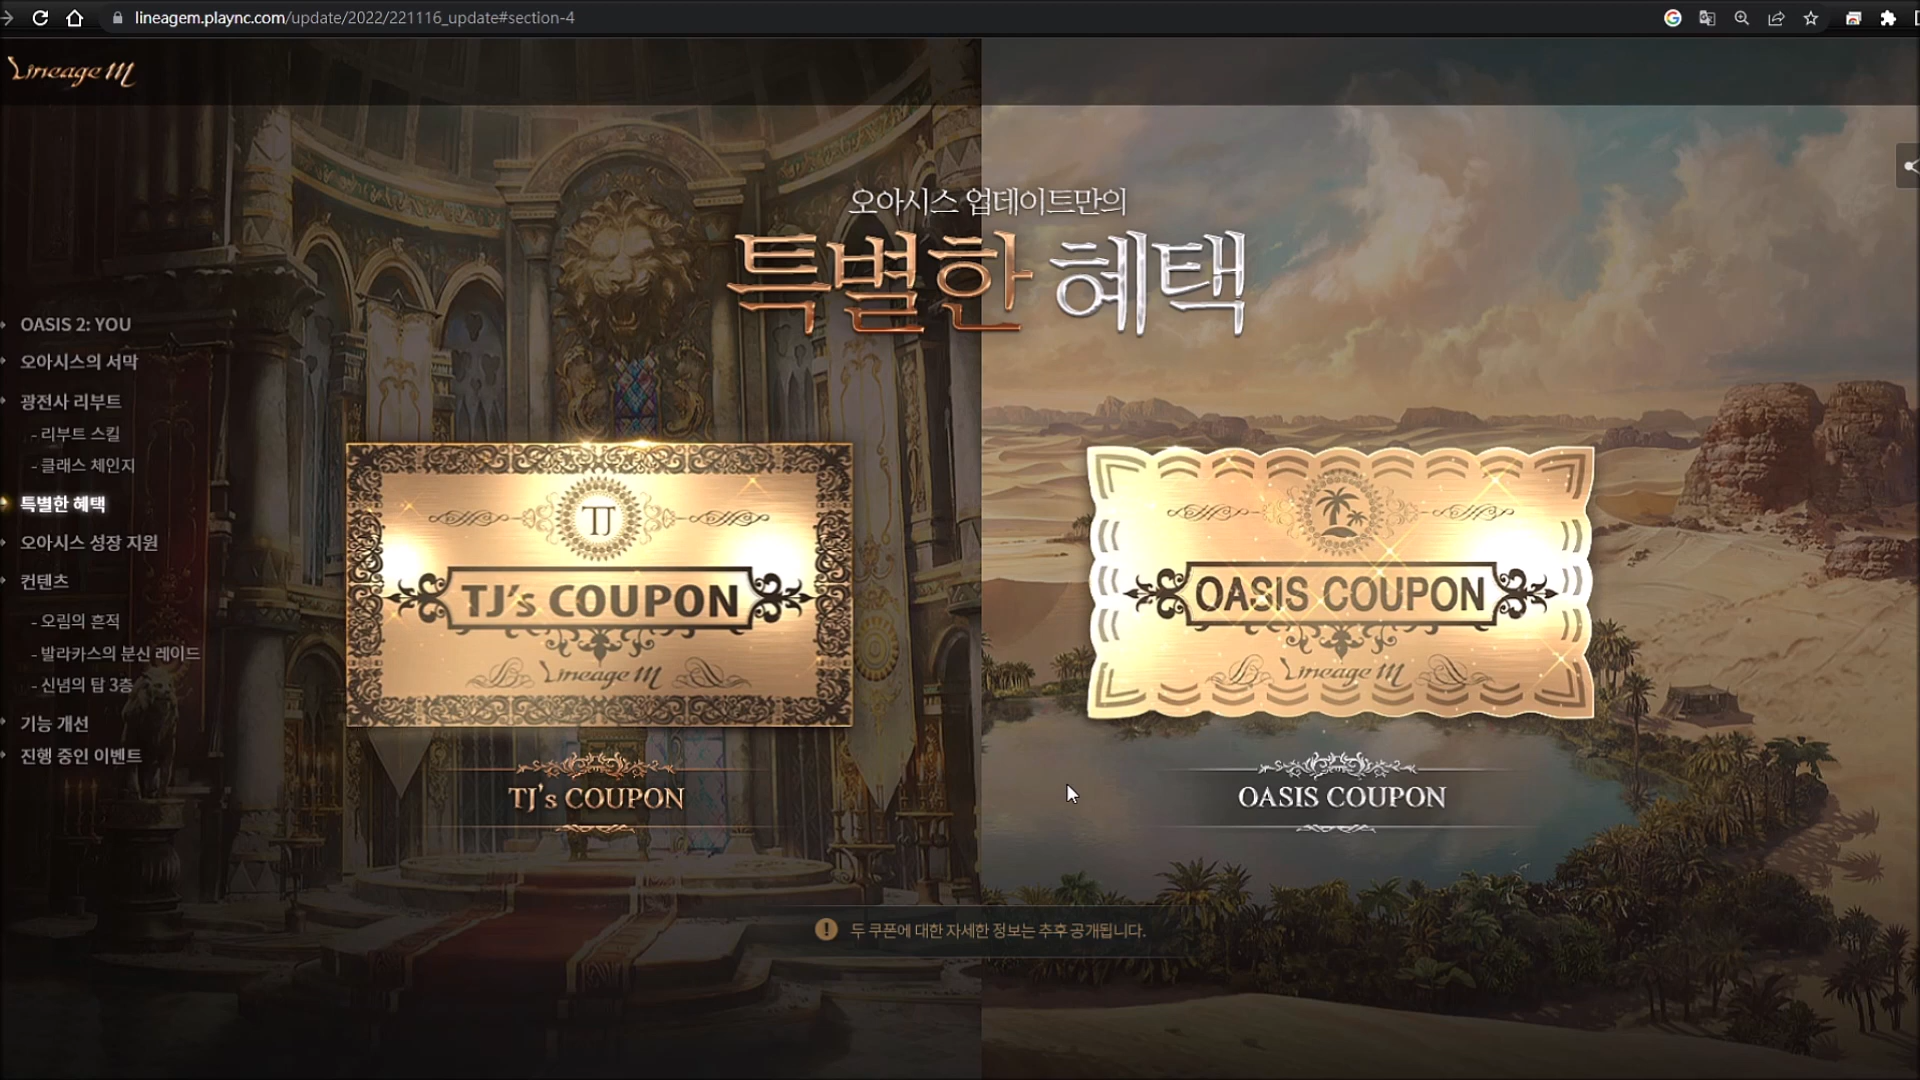 lineagem.plaync.com/update/2022/221116_update#section-4
Lineage M
오아시스 업데이트만의
특별한 혜택
OASIS 2: YOU
오아시스의 서막
광전사 리부트
- 리부트 스킬
- 클래스 체인지
특별한 혜택
오아시스 성장 지원
컨텐츠
- 오림의 흔적
- 발라카스의 분신 레이드
- 신념의 탑 3층
기능 개선
진행 중인 이벤트
TJ
TJ's COUPON
Lineage M
TJ's COUPON
OASIS COUPON
Lineage M
OASIS COUPON
두 쿠폰에 대한 자세한 정보는 추후 공개됩니다.